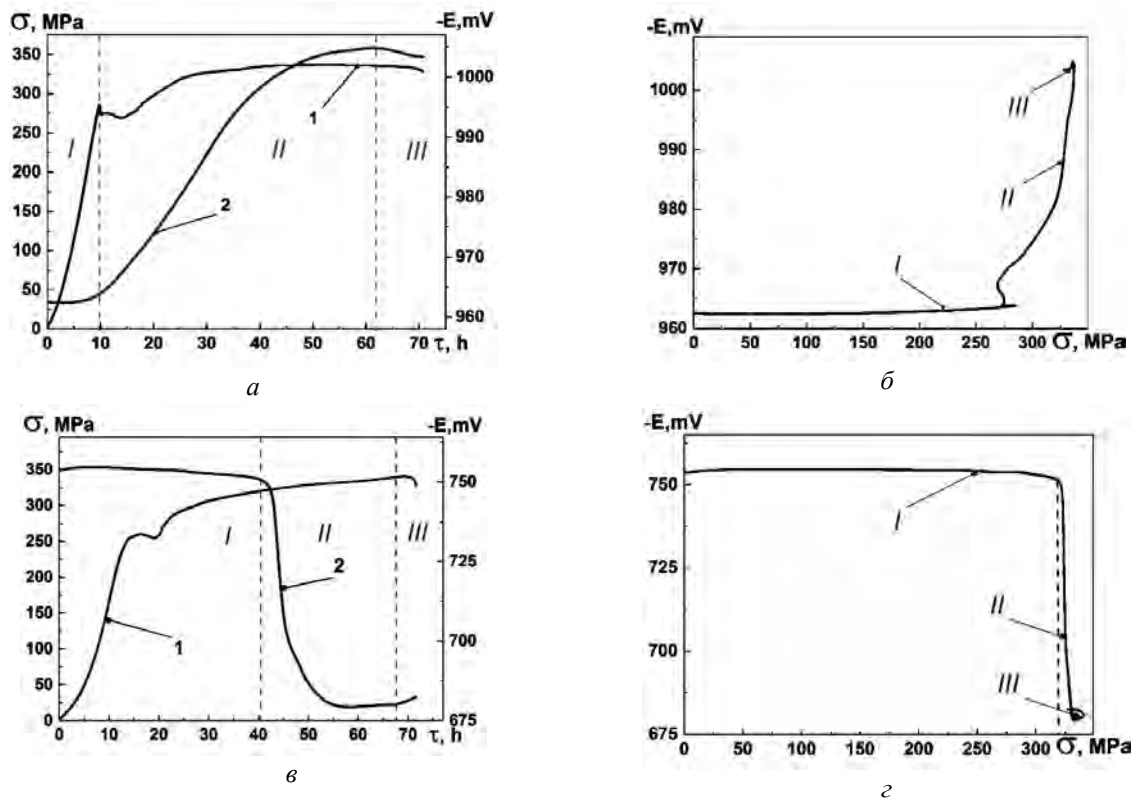 σ, MPa
-E,mV
350
300
250
200
150
100
50
0
1000
990
980
970
960
I
II
III
1
2
0 10 20 30 40 50 60 70
τ, h
а
-E,mV
1000
990
980
970
960
I
II
III
0 50 100 150 200 250 300
σ, MPa
б
σ, MPa
-E,mV
350
300
250
200
150
100
50
0
750
725
700
675
I
II
III
1
2
0 10 20 30 40 50 60 70
τ, h
в
-E,mV
750
725
700
675
I
II
III
0 50 100 150 200 250 300
σ, MPa
г